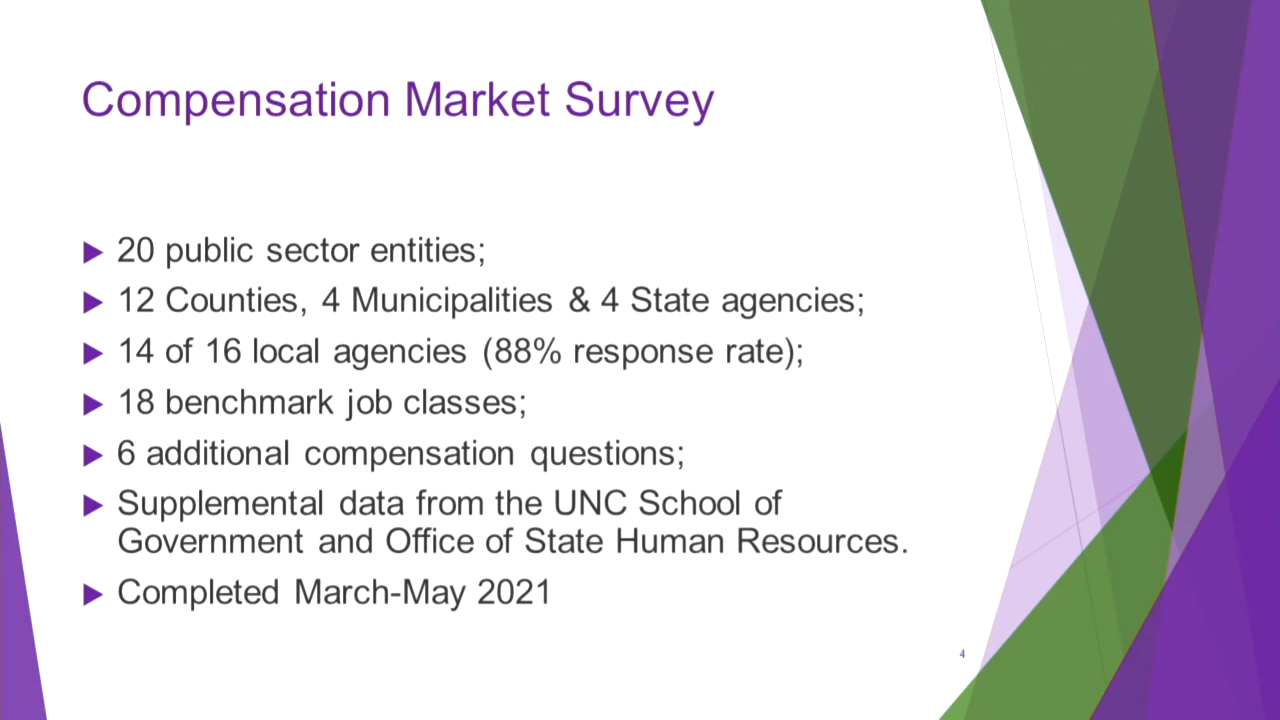 Compensation Market Survey
20 public sector entities;
12 Counties, 4 Municipalities & 4 State agencies;
14 of 16 local agencies (88% response rate);
18 benchmark job classes;
6 additional compensation questions;
Supplemental data from the UNC School of
Government and Office of State Human Resources.
Completed March-May 2021
4